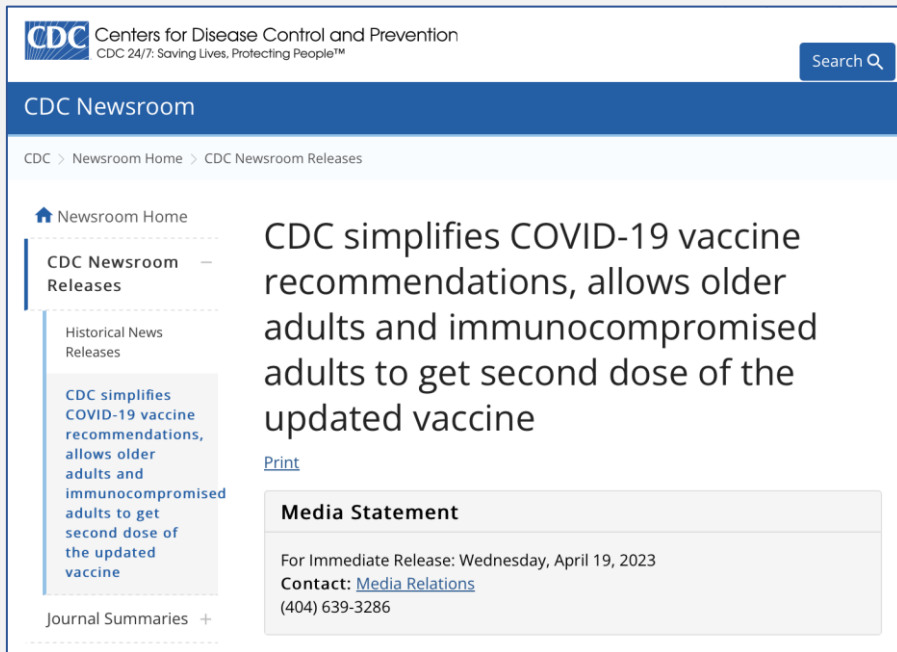 CDC Centers for Disease Control and Prevention
CDC 24/7: Saving Lives, Protecting People™
Search
CDC Newsroom
CDC > Newsroom Home > CDC Newsroom Releases
Newsroom Home
CDC Newsroom –
Releases
Historical News
Releases
CDC simplifies
COVID-19 vaccine
recommendations,
allows older
adults and
immunocompromised
adults to get
second dose of
the updated
vaccine
Journal Summaries +
CDC simplifies COVID-19 vaccine
recommendations, allows older
adults and immunocompromised
adults to get second dose of the
updated vaccine
Print
Media Statement
For Immediate Release: Wednesday, April 19, 2023
Contact: Media Relations
(404) 639-3286